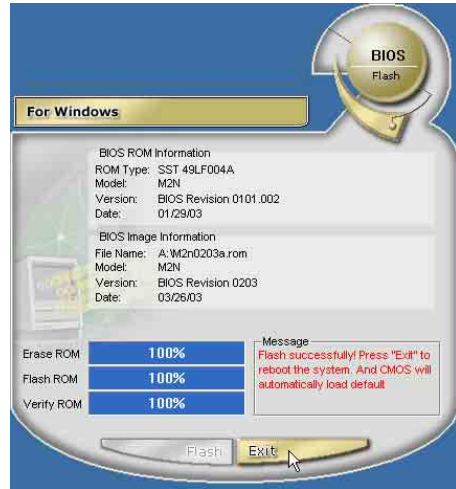 BIOS
Flash
For Windows
BIOS ROM Information
ROM Type: SST 49LF004A
Model: M2N
Version: BIOS Revision 0101.002
Date: 01/29/03
BIOS Image Information
File Name: A:\M2n0203a.rom
Model: M2N
Version: BIOS Revision 0203
Date: 03/26/03
Erase ROM 100%
Flash ROM 100%
Verify ROM 100%
Message
Flash successfully! Press "Exit" to
reboot the system. And CMOS will
automatically load default
Flash Exit